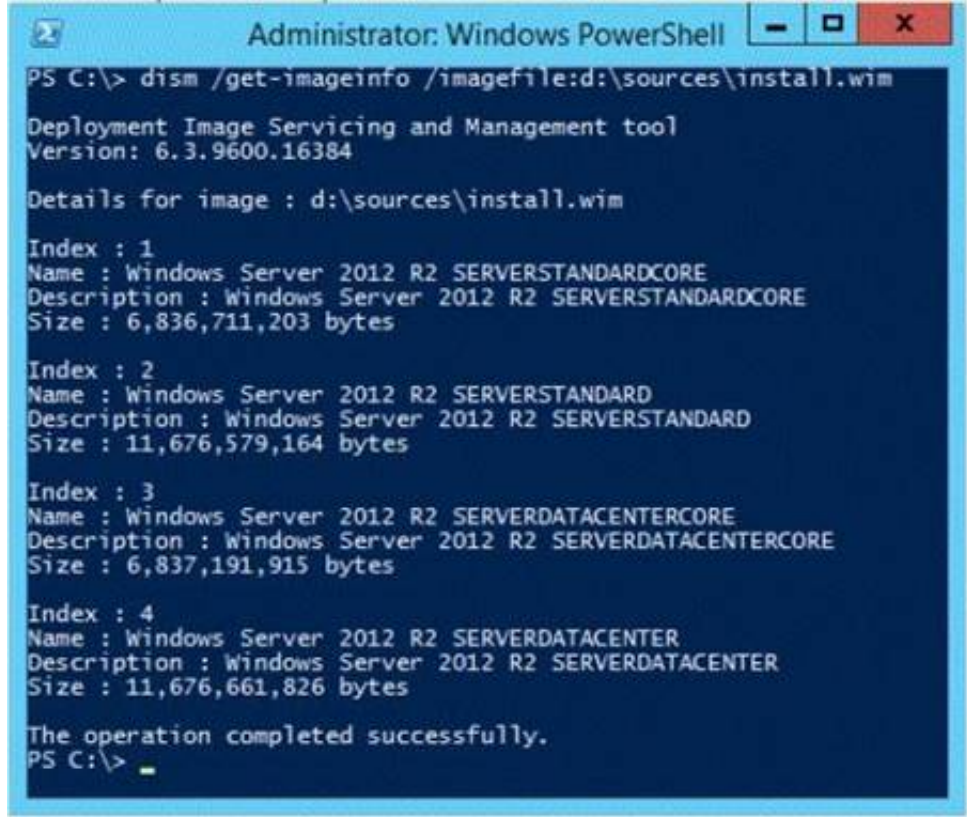 Administrator: Windows PowerShell
PS C:\> dism /get-imageinfo /imagefile:d:\sources\install.wim
Deployment Image Servicing and Management tool
Version: 6.3.9600.16384
Details for image : d:\sources\install.wim
Index : 1
Name : Windows Server 2012 R2 SERVERSTANDARDCORE
Description : Windows Server 2012 R2 SERVERSTANDARDCORE
Size : 6,836,711,203 bytes
Index : 2
Name : Windows Server 2012 R2 SERVERSTANDARD
Description : Windows Server 2012 R2 SERVERSTANDARD
Size : 11,676,579,164 bytes
Index : 3
Name : Windows Server 2012 R2 SERVERDATACENTERCORE
Description : Windows Server 2012 R2 SERVERDATACENTERCORE
Size : 6,837,191,915 bytes
Index : 4
Name : Windows Server 2012 R2 SERVERDATACENTER
Description : Windows Server 2012 R2 SERVERDATACENTER
Size : 11,676,661,826 bytes
The operation completed successfully.
PS C:\> _